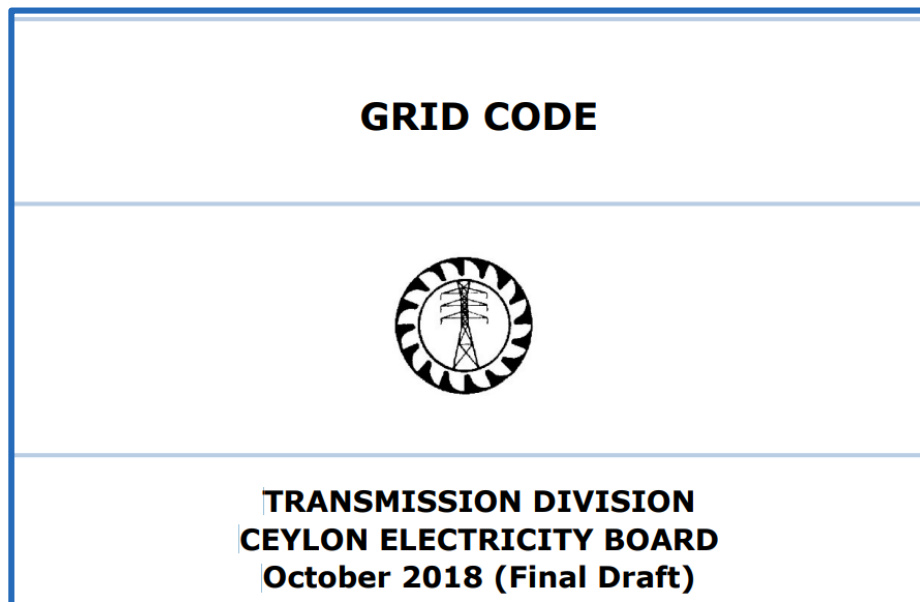 GRID CODE
TRANSMISSION DIVISION
CEYLON ELECTRICITY BOARD
October 2018 (Final Draft)